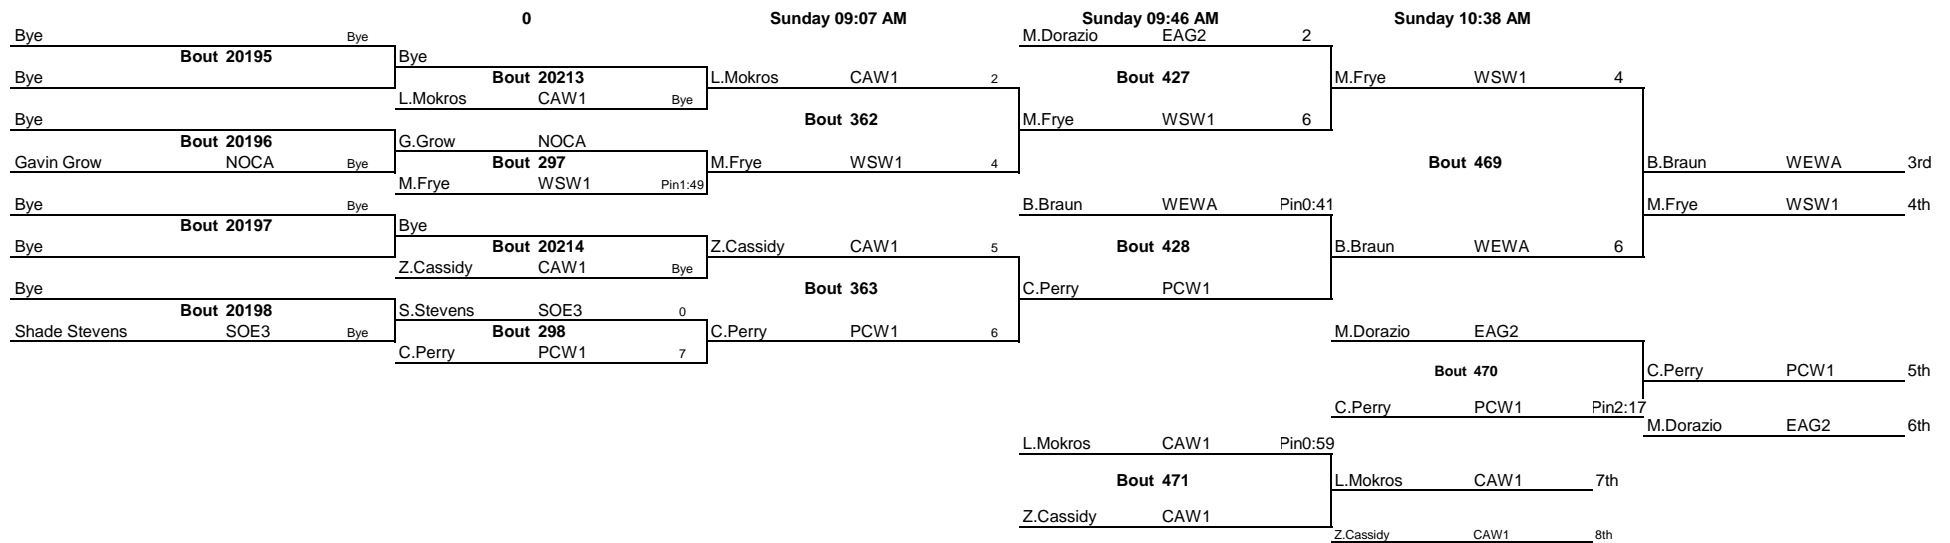 0 Sunday 09:07 AM Sunday 09:46 AM Sunday 10:38 AM
Bye Bye M.Dorazio EAG2 2
Bout 20195 Bye
Bye Bout 20213 L.Mokros CAW1 2 Bout 427 M.Frye WSW1 4
L.Mokros CAW1 Bye
Bye Bout 362 M.Frye WSW1 6
Bout 20196 G.Grow NOCA
Gavin Grow NOCA Bye Bout 297 M.Frye WSW1 4 Bout 469 B.Braun WEWA 3rd
M.Frye WSW1 Pin1:49
Bye Bye B.Braun WEWA Pin0:41 M.Frye WSW1 4th
Bout 20197 Bye
Bye Bout 20214 Z.Cassidy CAW1 5 Bout 428 B.Braun WEWA 6
Z.Cassidy CAW1 Bye
Bye Bout 363 C.Perry PCW1
Bout 20198 S.Stevens SOE3 0
Shade Stevens SOE3 Bye Bout 298 C.Perry PCW1 6 M.Dorazio EAG2
C.Perry PCW1 7
Bout 470 C.Perry PCW1 5th
C.Perry PCW1 Pin2:17
M.Dorazio EAG2 6th
L.Mokros CAW1 Pin0:59
Bout 471 L.Mokros CAW1 7th
Z.Cassidy CAW1
Z.Cassidy CAW1 8th